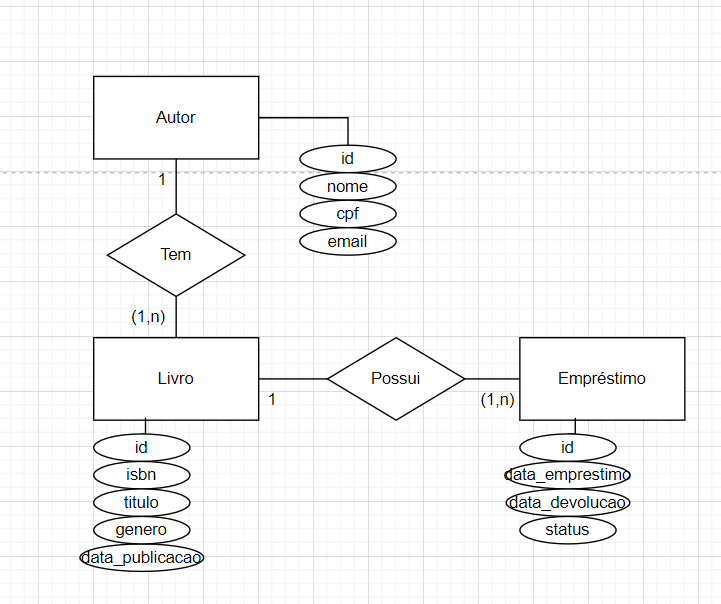 Autor
1
id
nome
cpf
email
Tem
(1,n)
Livro
1
Possui
(1,n)
Empréstimo
id
isbn
titulo
genero
data_publicacao
id
data_emprestimo
data_devolucao
status